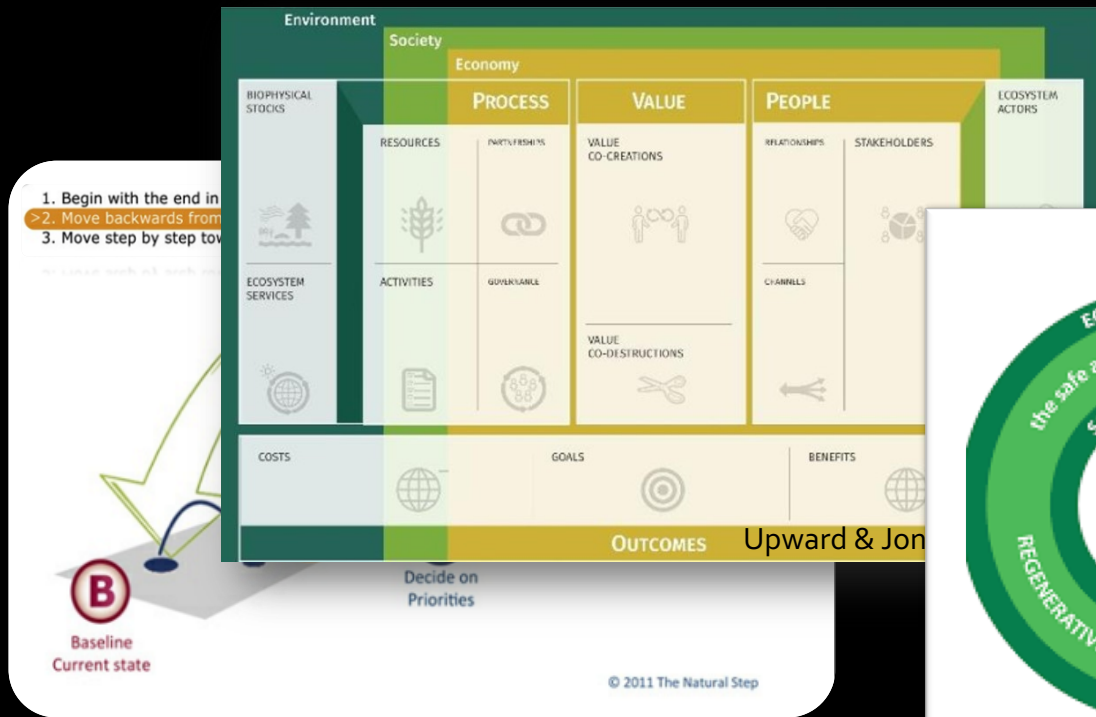 Environment
Society
Economy
BIOPHYSICAL
STOCKS
PROCESS
VALUE
PEOPLE
ECOSYSTEM
ACTORS
RESOURCES
PARTNERSHIPS
VALUE
CO-CREATIONS
RELATIONSHIPS
STAKEHOLDERS
ECOSYSTEM
SERVICES
ACTIVITIES
GOVERNANCE
CHANNELS
VALUE
CO-DESTRUCTIONS
COSTS
GOALS
BENEFITS
OUTCOMES
Upward & Jon
1. Begin with the end in
>2. Move backwards from
3. Move step by step tow
B
Baseline
Current state
Decide on
Priorities
© 2011 The Natural Step
the safe a
REGENERATIV